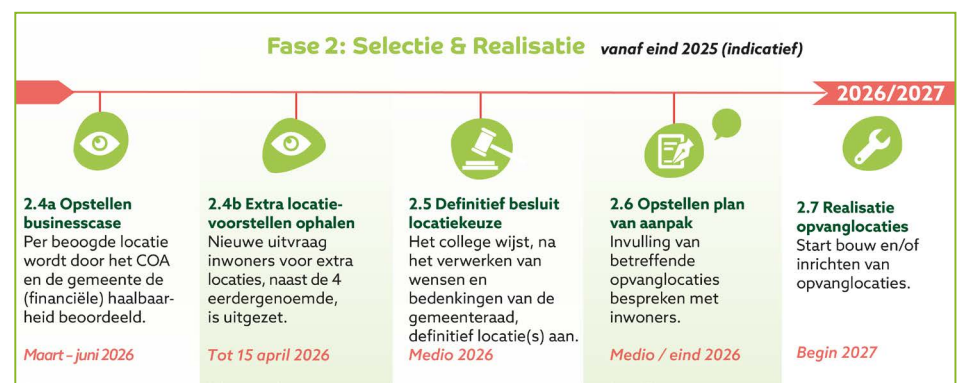 Fase 2: Selectie & Realisatie vanaf eind 2025 (indicatief)
2026/2027
2.4a Opstellen
businesscase
Per beoogde locatie
wordt door het COA
en de gemeente de
(financiële) haalbaar-
heid beoordeeld.
Maart – juni 2026
2.4b Extra locatie-
voorstellen ophalen
Nieuwe uitvraag
inwoners voor extra
locaties, naast de 4
eerdergenoemde,
is uitgezet.
Tot 15 april 2026
2.5 Definitief besluit
locatiekeuze
Het college wijst, na
het verwerken van
wensen en
bedenkingen van de
gemeenteraad,
definitief locatie(s) aan.
Medio 2026
2.6 Opstellen plan
van aanpak
Invulling van
betreffende
opvanglocaties
bespreken met
inwoners.
Medio / eind 2026
2.7 Realisatie
opvanglocaties
Start bouw en/of
inrichten van
opvanglocaties.
Begin 2027